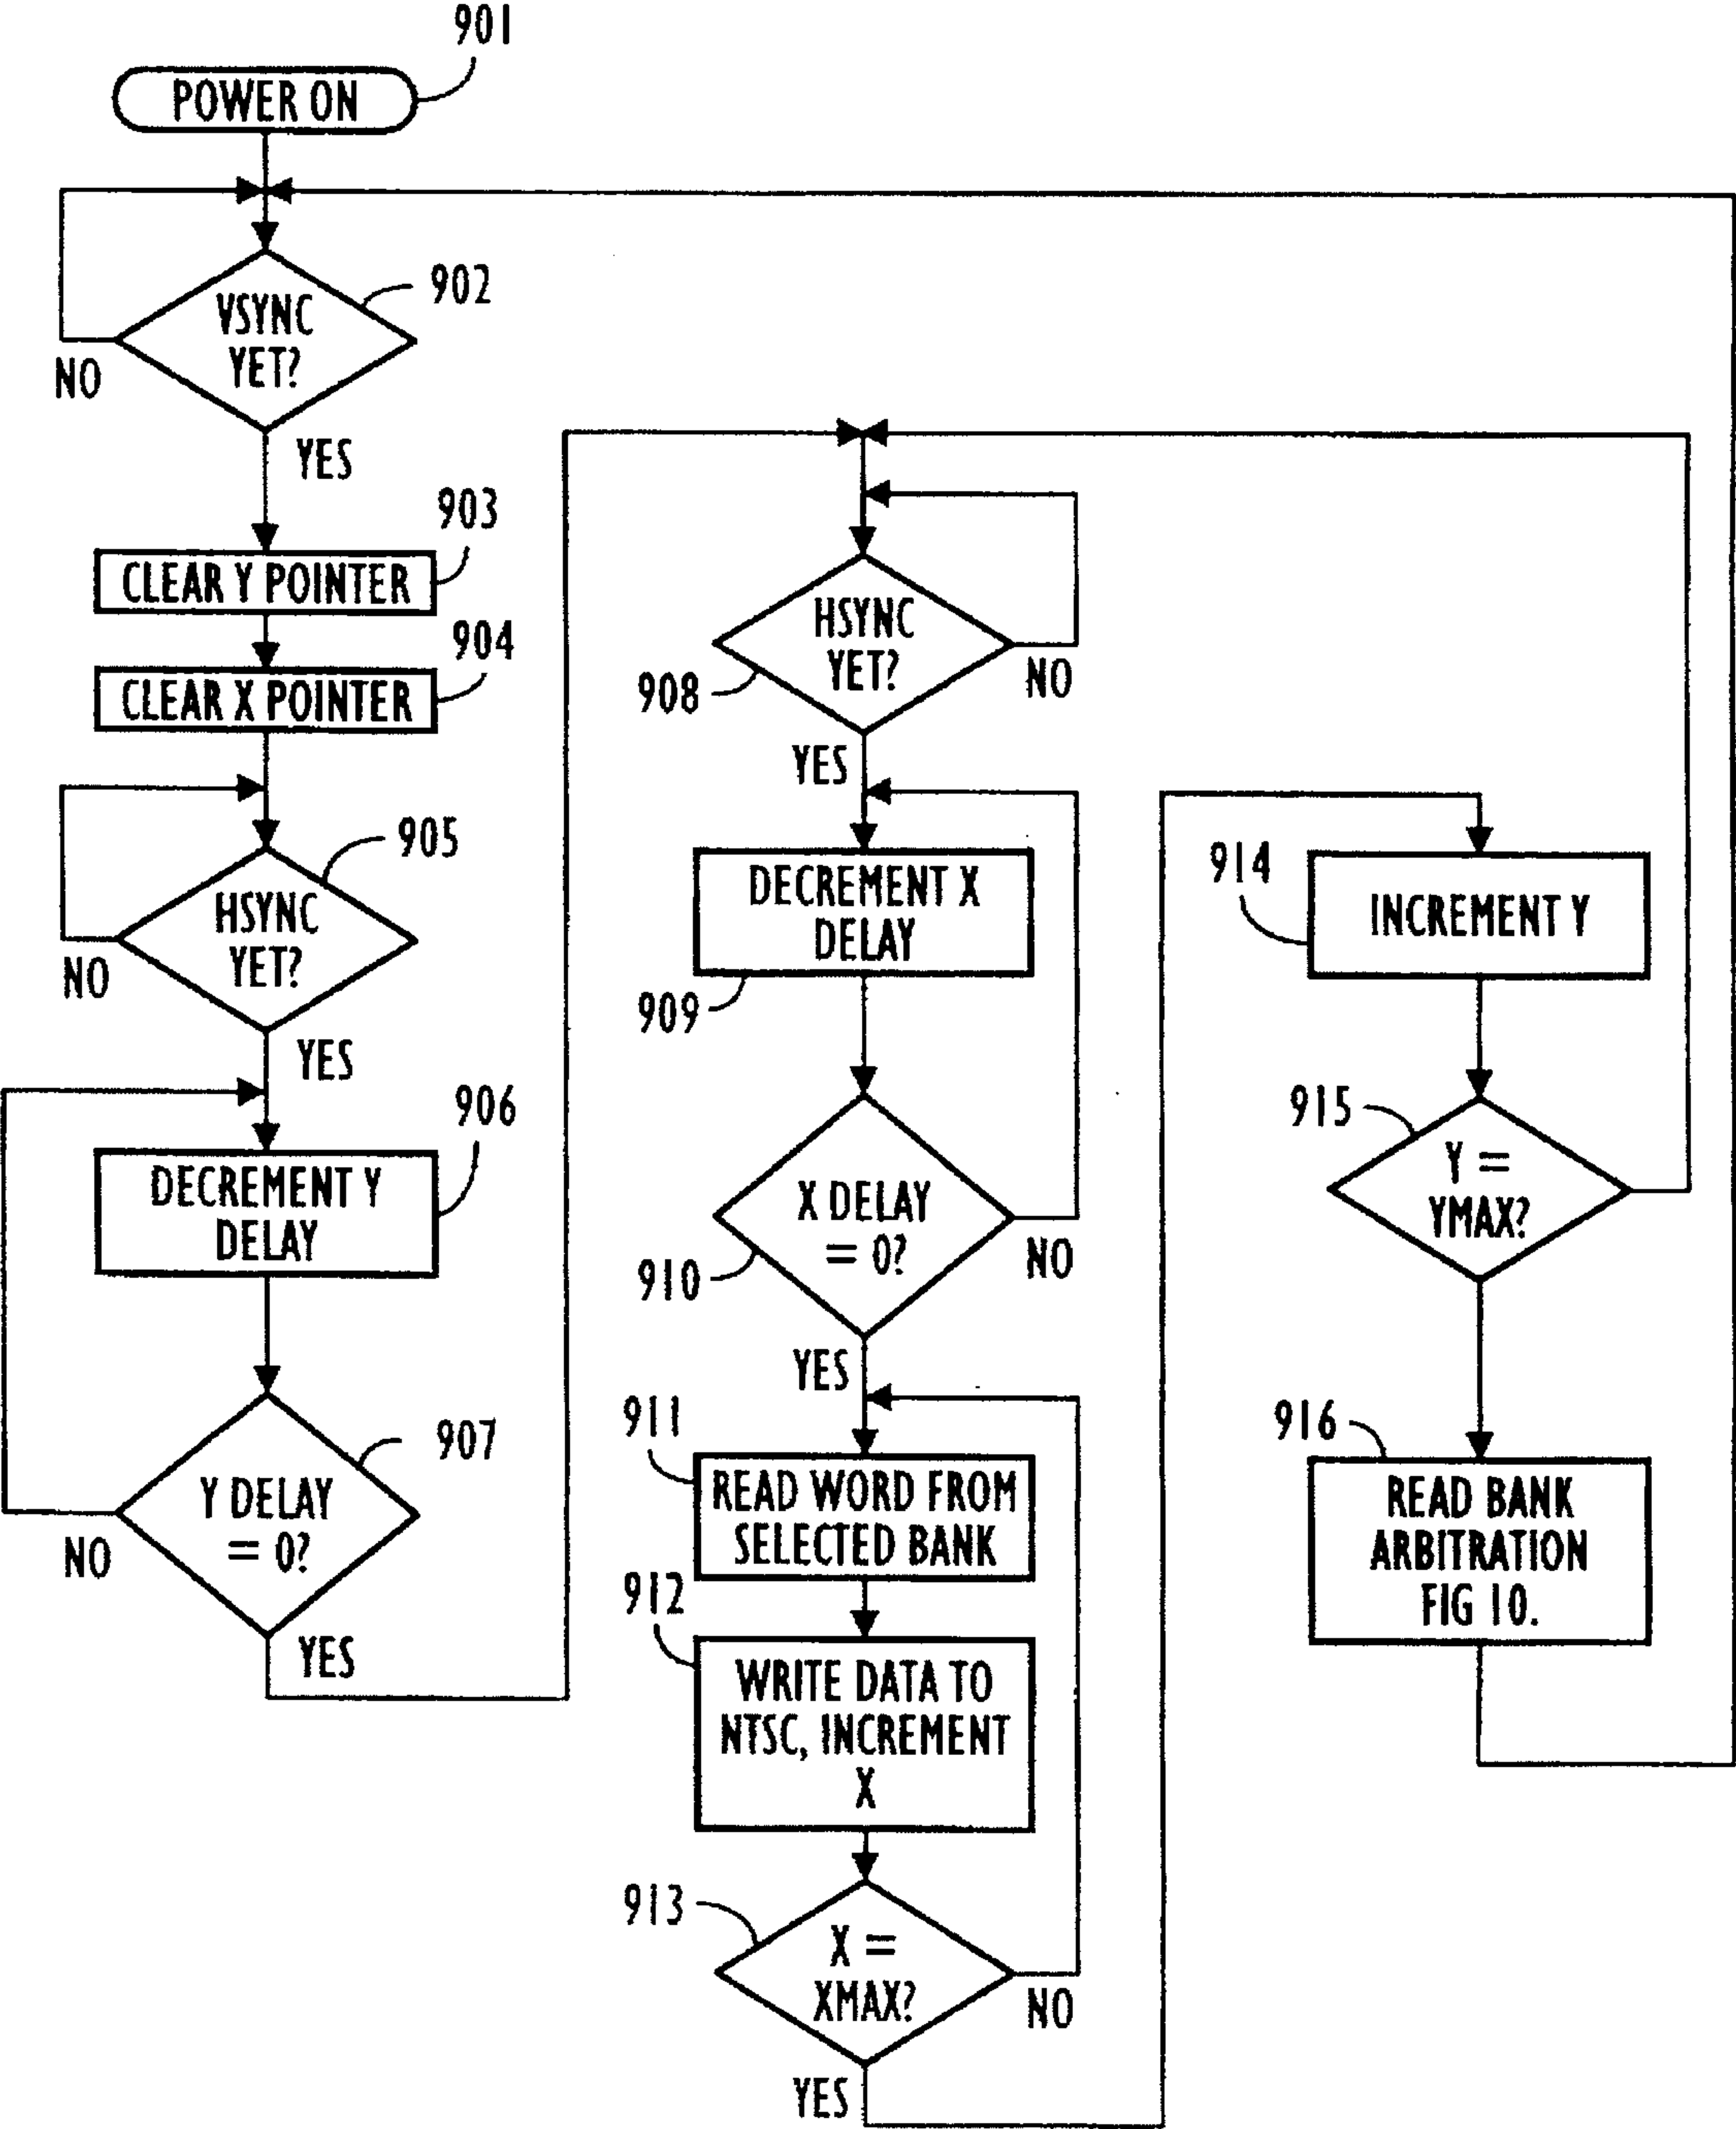 901
POWER ON
902
VSYNC
YET?
NO
YES
903
CLEAR Y POINTER
904
CLEAR X POINTER
905
HSYNC
YET?
NO
YES
906
DECREMENT Y
DELAY
907
Y DELAY
= 0?
NO
YES
HSYNC
YET?
908
NO
YES
DECREMENT X
DELAY
909
X DELAY
= 0?
910
NO
YES
911
READ WORD FROM
SELECTED BANK
912
WRITE DATA TO
NTSC, INCREMENT
X
913
X =
XMAX?
NO
YES
914
INCREMENT Y
915
Y =
YMAX?
916
READ BANK
ARBITRATION
FIG 10.